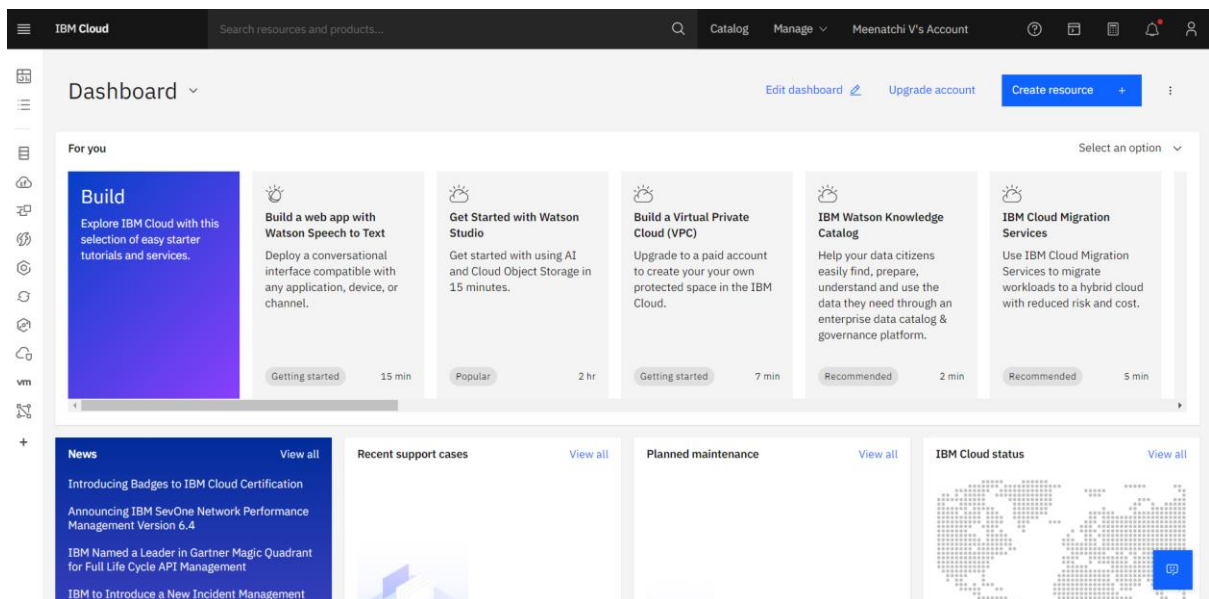 IBM Cloud
Search resources and products...
Catalog
Manage
Meenatchi V's Account
Dashboard
Edit dashboard
Upgrade account
Create resource +
For you
Select an option
Build
Explore IBM Cloud with this
selection of easy starter
tutorials and services.
Build a web app with
Watson Speech to Text
Deploy a conversational
interface compatible with
any application, device, or
channel.
Getting started
15 min
Get Started with Watson
Studio
Get started with using AI
and Cloud Object Storage in
15 minutes.
Popular
2 hr
Build a Virtual Private
Cloud (VPC)
Upgrade to a paid account
to create your your own
protected space in the IBM
Cloud.
Getting started
7 min
IBM Watson Knowledge
Catalog
Help your data citizens
easily find, prepare,
understand and use the
data they need through an
enterprise data catalog &
governance platform.
Recommended
2 min
IBM Cloud Migration
Services
Use IBM Cloud Migration
Services to migrate
workloads to a hybrid cloud
with reduced risk and cost.
Recommended
5 min
vm
News
View all
Introducing Badges to IBM Cloud Certification
Announcing IBM SevOne Network Performance
Management Version 6.4
IBM Named a Leader in Gartner Magic Quadrant
for Full Life Cycle API Management
IBM to Introduce a New Incident Management
Recent support cases
View all
Planned maintenance
View all
IBM Cloud status
View all